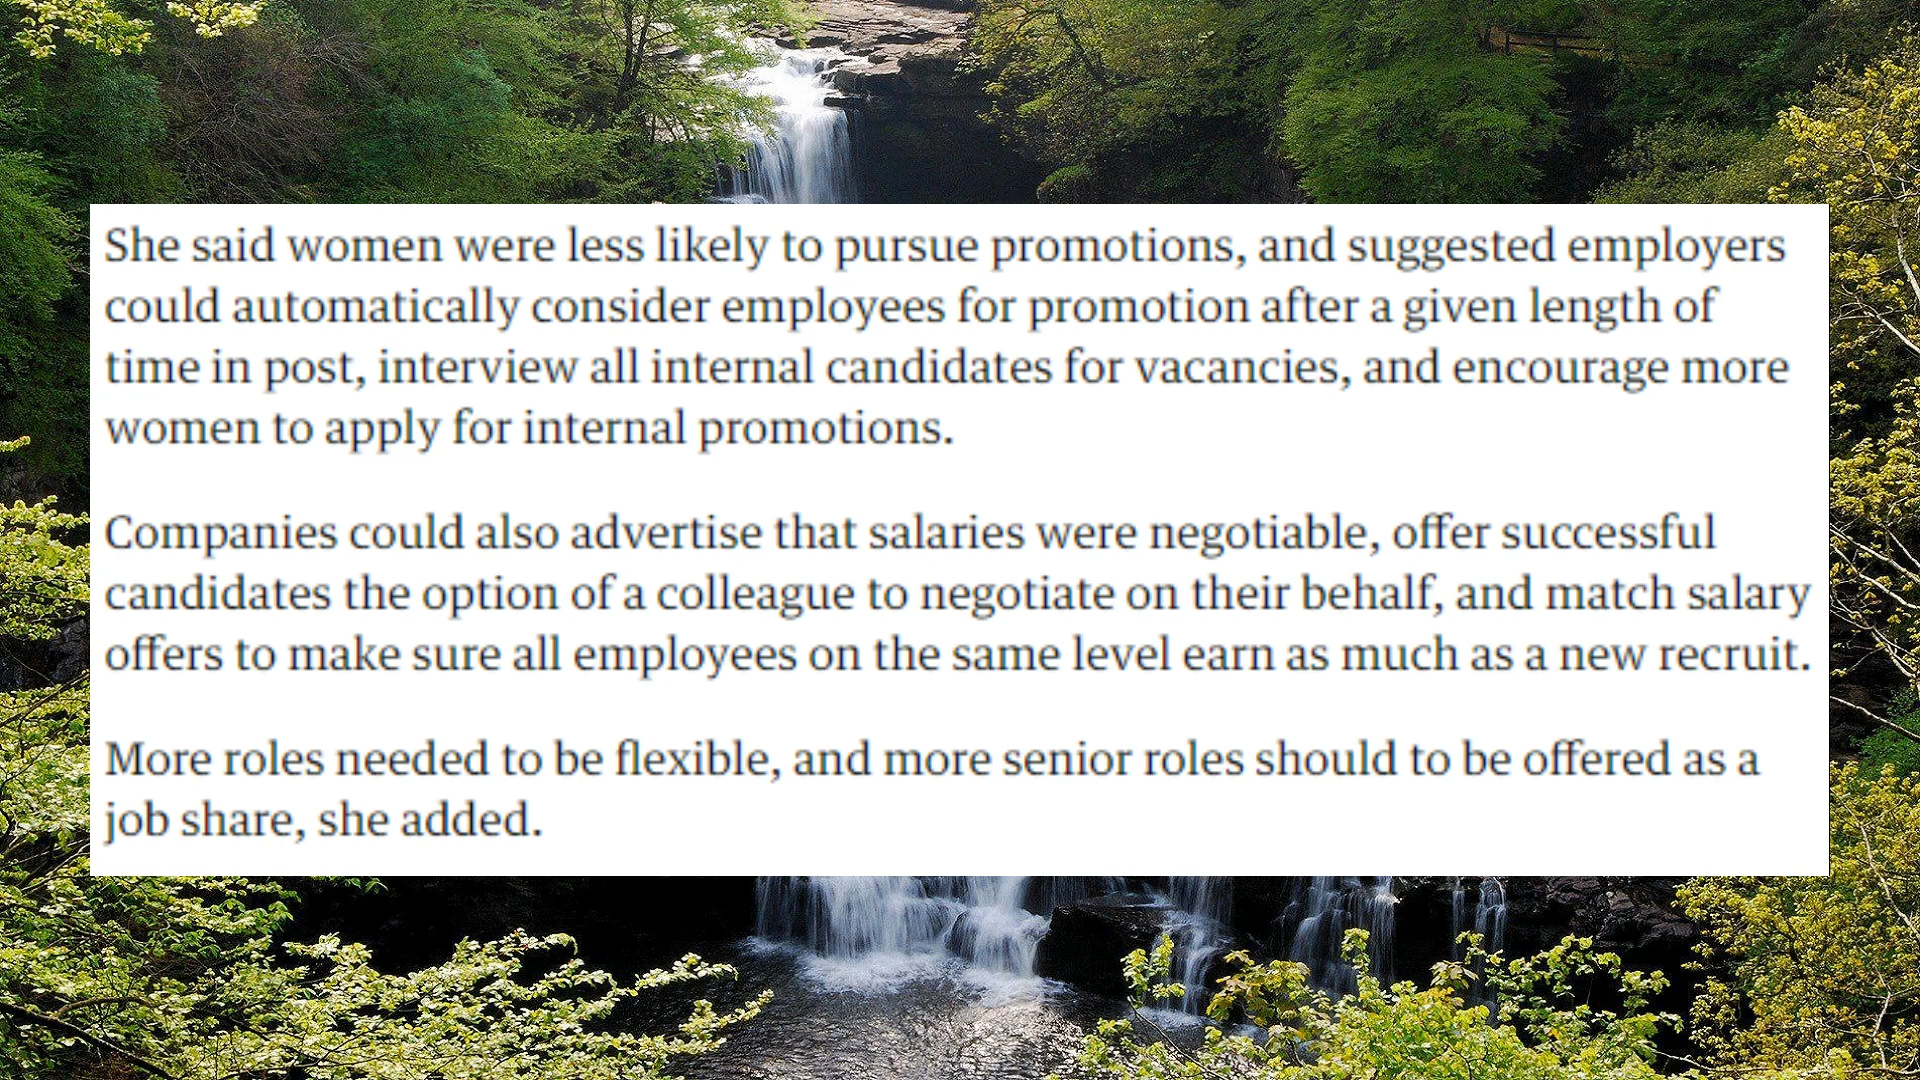 She said women were less likely to pursue promotions, and suggested employers
could automatically consider employees for promotion after a given length of
time in post, interview all internal candidates for vacancies, and encourage more
women to apply for internal promotions.
Companies could also advertise that salaries were negotiable, offer successful
candidates the option of a colleague to negotiate on their behalf, and match salary
offers to make sure all employees on the same level earn as much as a new recruit.
More roles needed to be flexible, and more senior roles should to be offered as a
job share, she added.